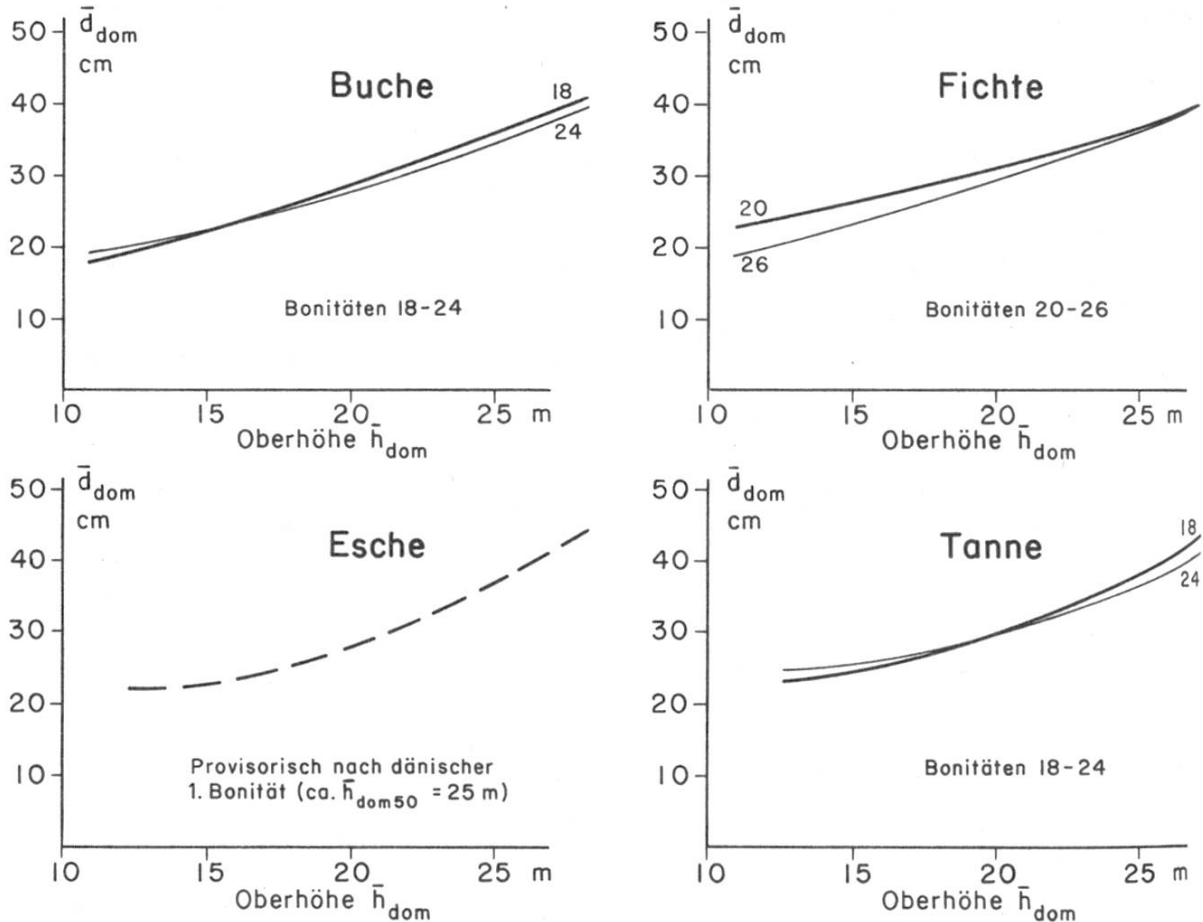 50
d̄dom
cm
40
30
20
10
Buche
18
24
Bonitäten 18-24
10 15 20 25 m
Oberhöhe h̄dom
50
d̄dom
cm
40
30
20
10
Fichte
20
26
Bonitäten 20-26
10 15 20 25 m
Oberhöhe h̄dom
50
d̄dom
cm
40
30
20
10
Esche
Provisorisch nach dänischer
1. Bonität (ca. h̄dom50 = 25 m)
10 15 20 25 m
Oberhöhe h̄dom
50
d̄dom
cm
40
30
20
10
Tanne
18
24
Bonitäten 18-24
10 15 20 25 m
Oberhöhe h̄dom